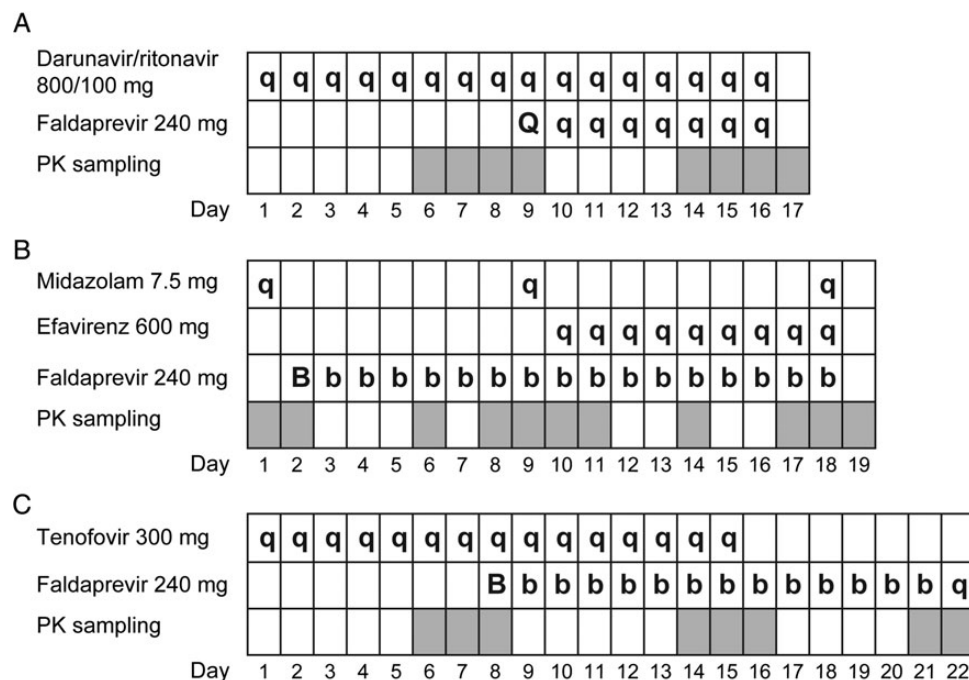 A
Darunavir/ritonavir
800/100 mg q q q q q q q q q q q q q q q q
Faldaprevir 240 mg Q q q q q q q q
PK sampling
Day 1 2 3 4 5 6 7 8 9 10 11 12 13 14 15 16 17
B
Midazolam 7.5 mg q q q
Efavirenz 600 mg q q q q q q q q q
Faldaprevir 240 mg B b b b b b b b b b b b b b b b b
PK sampling
Day 1 2 3 4 5 6 7 8 9 10 11 12 13 14 15 16 17 18 19
C
Tenofovir 300 mg q q q q q q q q q q q q q q q
Faldaprevir 240 mg B b b b b b b b b b b b b b q
PK sampling
Day 1 2 3 4 5 6 7 8 9 10 11 12 13 14 15 16 17 18 19 20 21 22